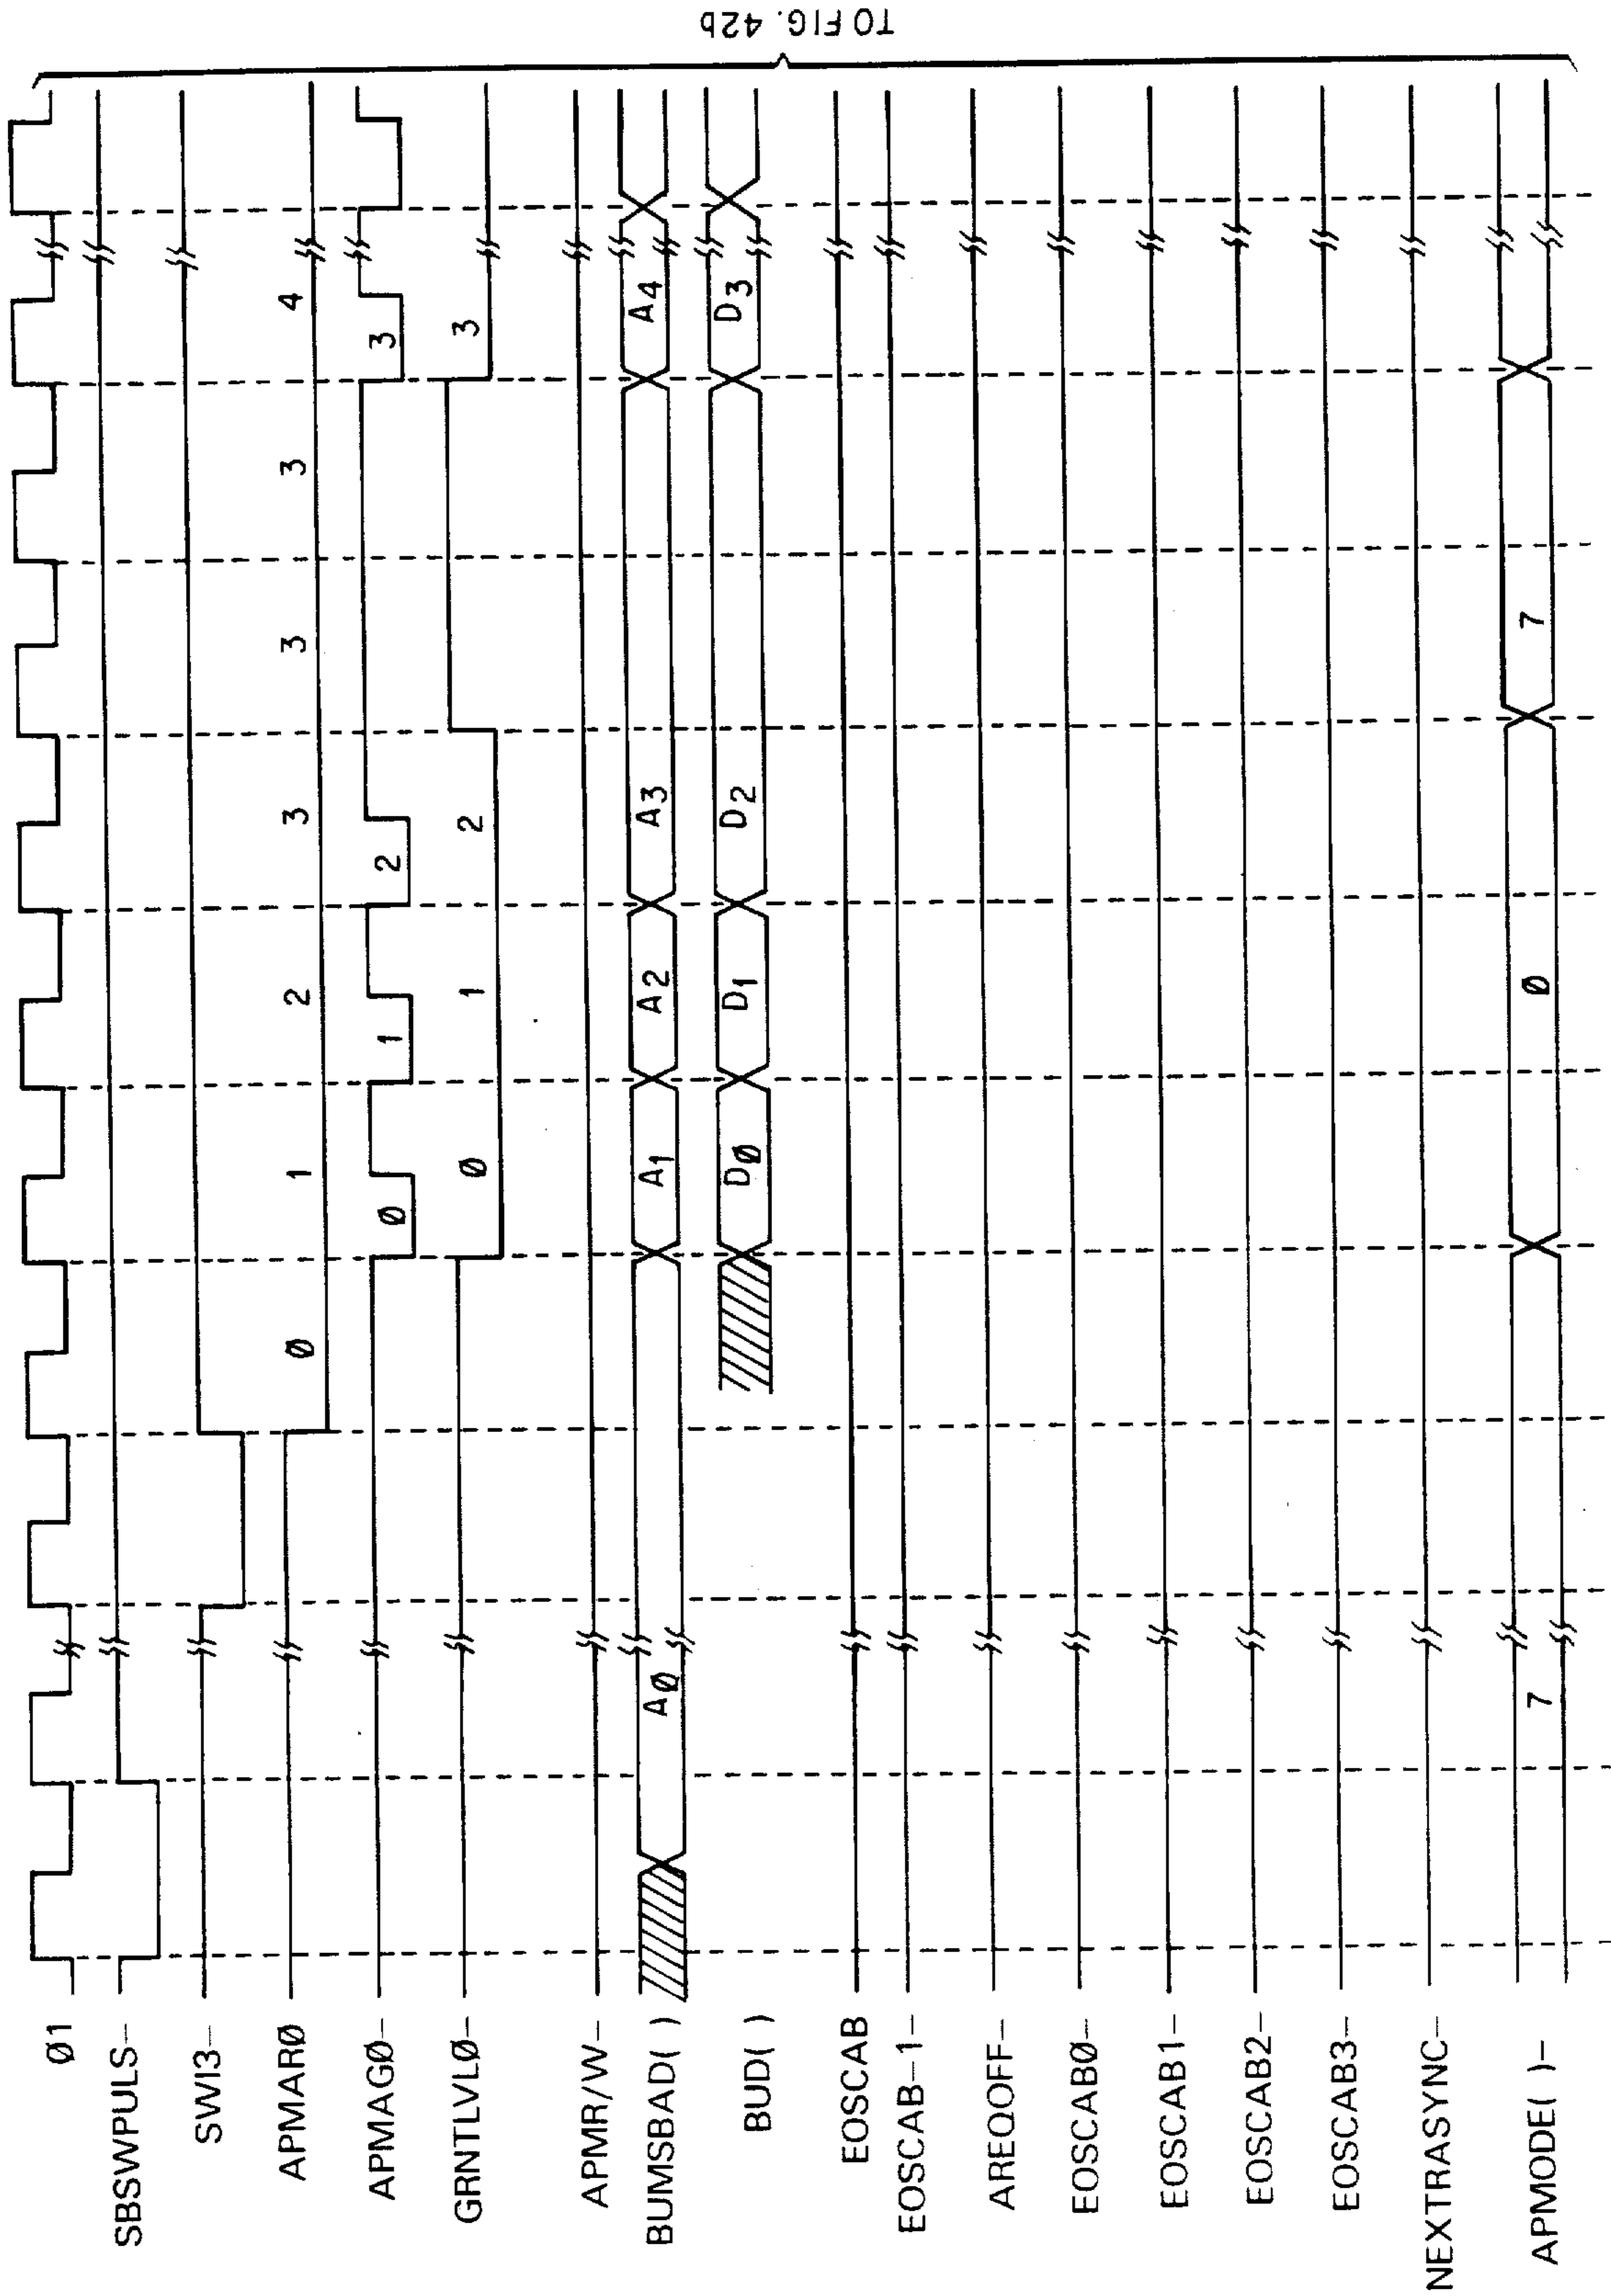 Ø1
SBSWPULS-
SWI3-
APMARØ
Ø 1 2 3 3 3 4
APMAGØ-
Ø 1 2 3
GRNTLVLØ-
Ø 1 2 3
APMR/W-
BUMSBAD( )
AØ A1 A2 A3 A4
BUD( )
DØ D1 D2 D3
EOSCAB
EOSCAB-1-
AREQOFF-
EOSCABØ-
EOSCAB1-
EOSCAB2-
EOSCAB3-
NEXTRASYNC-
APMODE( )-
7 Ø 7
TO FIG. 42b